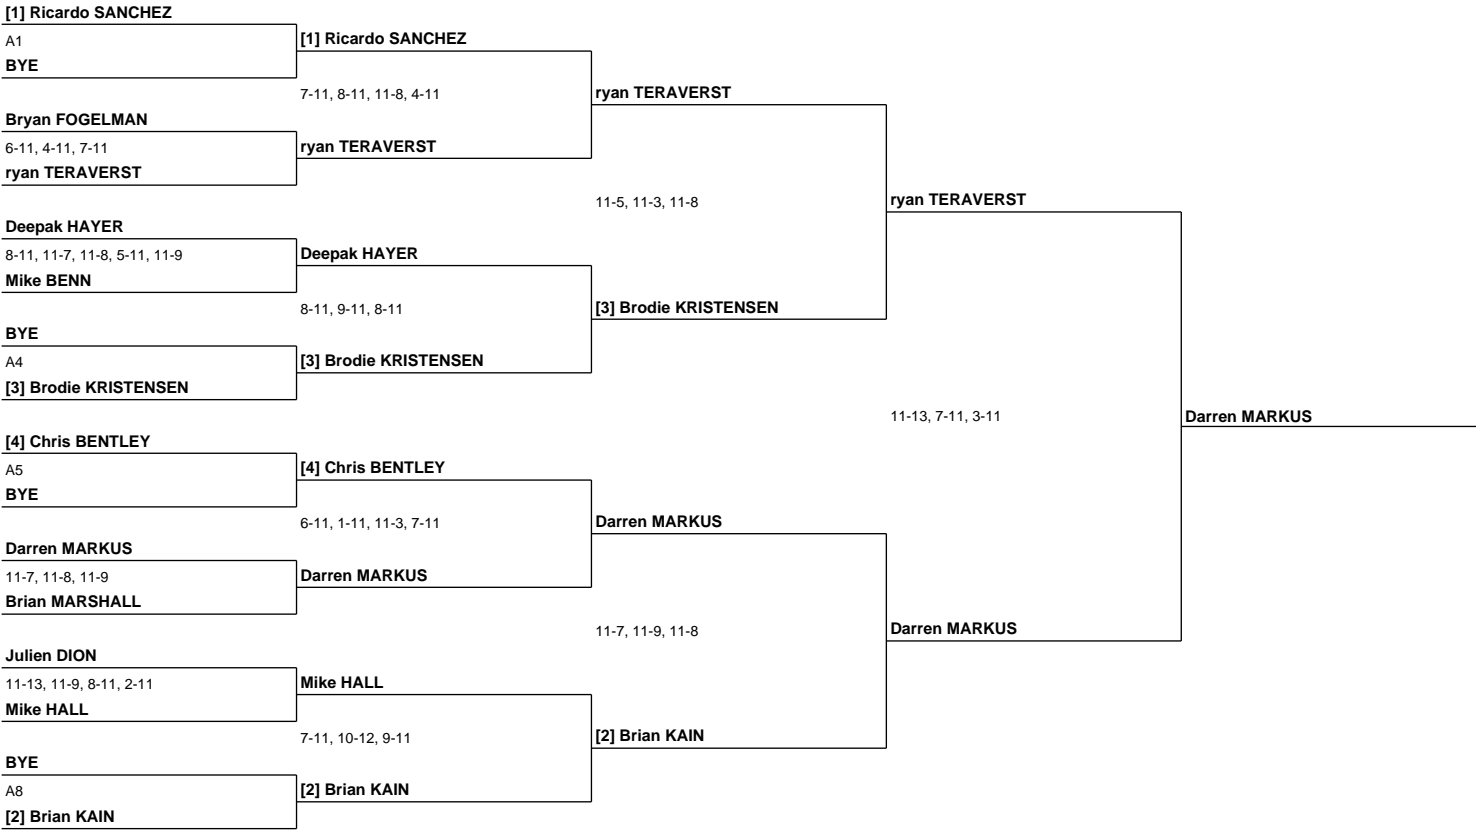 [1] Ricardo SANCHEZ
A1
BYE
Bryan FOGELMAN
6-11, 4-11, 7-11
ryan TERAVERST
Deepak HAYER
8-11, 11-7, 11-8, 5-11, 11-9
Mike BENN
BYE
A4
[3] Brodie KRISTENSEN
[4] Chris BENTLEY
A5
BYE
Darren MARKUS
11-7, 11-8, 11-9
Brian MARSHALL
Julien DION
11-13, 11-9, 8-11, 2-11
Mike HALL
BYE
A8
[2] Brian KAIN
[1] Ricardo SANCHEZ
7-11, 8-11, 11-8, 4-11
ryan TERAVERST
Deepak HAYER
8-11, 9-11, 8-11
[3] Brodie KRISTENSEN
[4] Chris BENTLEY
6-11, 1-11, 11-3, 7-11
Darren MARKUS
Mike HALL
7-11, 10-12, 9-11
[2] Brian KAIN
ryan TERAVERST
11-5, 11-3, 11-8
[3] Brodie KRISTENSEN
Darren MARKUS
11-7, 11-9, 11-8
[2] Brian KAIN
ryan TERAVERST
11-13, 7-11, 3-11
Darren MARKUS
Darren MARKUS